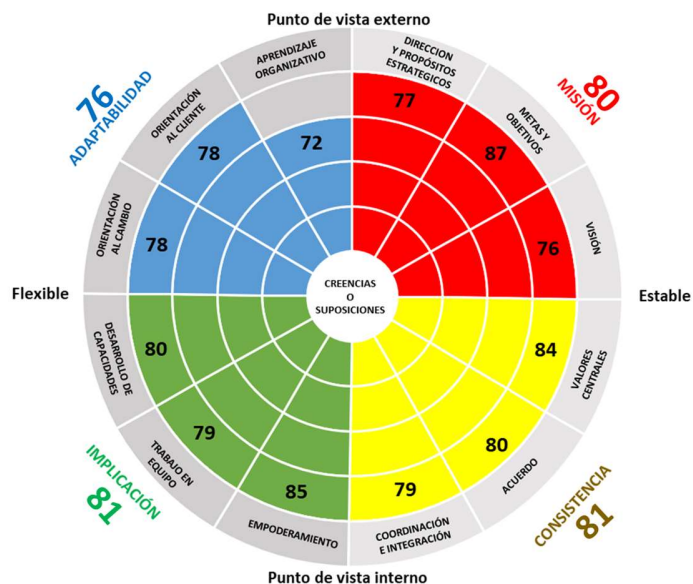 Punto de vista externo
APRENDIZAJE
ORGANIZATIVO
DIRECCION
Y PROPÓSITOS
ESTRATEGICOS
76
ADAPTABILIDAD
80
MISIÓN
ORIENTACIÓN
AL CLIENTE
METAS Y
OBJETIVOS
77
72
78
87
ORIENTACIÓN
AL CAMBIO
VISIÓN
78
76
Flexible
CREENCIAS
O
SUPOSICIONES
Estable
80
84
DESARROLLO DE
CAPACIDADES
VALORES
CENTRALES
79
80
TRABAJO EN
EQUIPO
ACUERDO
85
79
IMPLICACIÓN
81
CONSISTENCIA
81
EMPODERAMIENTO
COORDINACIÓN
E INTEGRACIÓN
Punto de vista interno